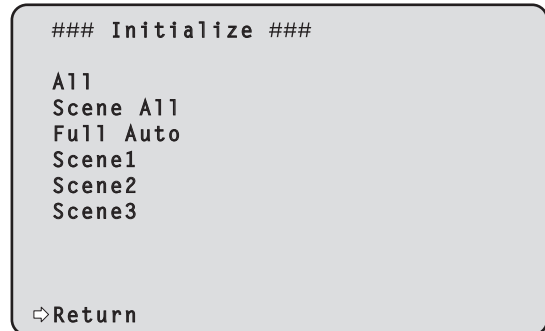 ### Initialize ###
All
Scene All
Full Auto
Scene1
Scene2
Scene3
⇨Return